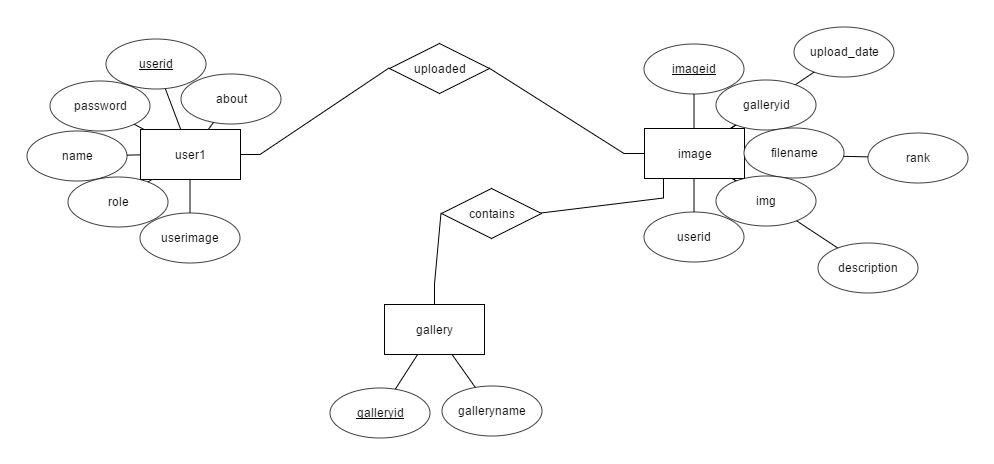 userid
password
about
name
user1
role
userimage
uploaded
imageid
upload_date
galleryid
image
filename
rank
img
userid
description
contains
gallery
galleryid
galleryname